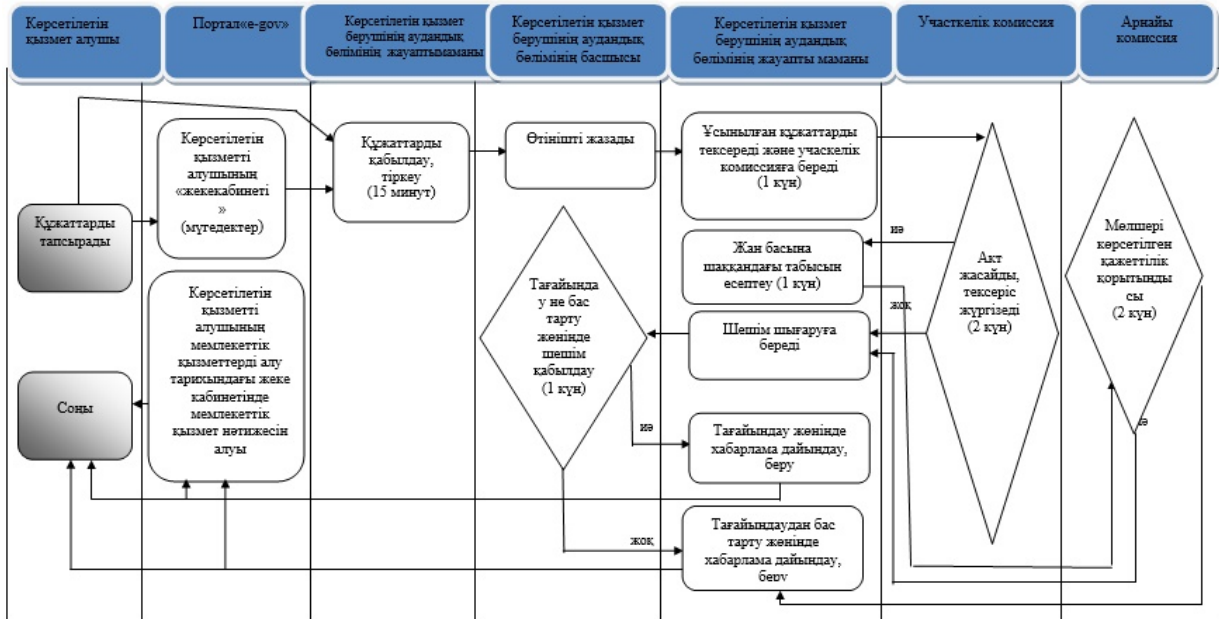 Көрсетілетін
қызмет алушы
Портал«e-gov»
Көрсетілетін қызмет
берушінің аудандық
бөлімінің жауаптымаманы
Көрсетілетін қызмет
берушінің аудандық
бөлімінің басшысы
Көрсетілетін қызмет
берушінің аудандық
бөлімінің жауапты маманы
Участкелік комиссия
Арнайы
комиссия
Құжаттарды
тапсырады
Көрсетілетін
қызметті
алушының
«жекекабинеті
»
(мүгедектер)
Құжаттарды
қабылдау,
тіркеу
(15 минут)
Өтінішті жазады
Ұсынылған құжаттарды
тексереді және учаскелік
комиссияға береді
(1 күн)
иә
Жан басына
шаққандағы табысын
есептеу (1 күн)
жоқ
Шешім шығаруға
береді
Акт
жасайды,
тексеріс
жүргізеді
(2 күн)
Мөлшері
көрсетілген
қажеттілік
қорытынды
сы
(2 күн)
иә
Тағайынд
у не бас
тарту
жөнінде
шешім
қабылдау
(1 күн)
Көрсетілетін
қызметті
алушының
мемлекеттік
қызметтерді алу
тарихындағы жеке
кабинетінде
мемлекеттік
қызмет нәтижесін
алуы
Соңы
иә
Тағайындау жөнінде
хабарлама дайындау,
беру
жоқ
Тағайындаудан бас
тарту жөнінде
хабарлама дайындау,
беру